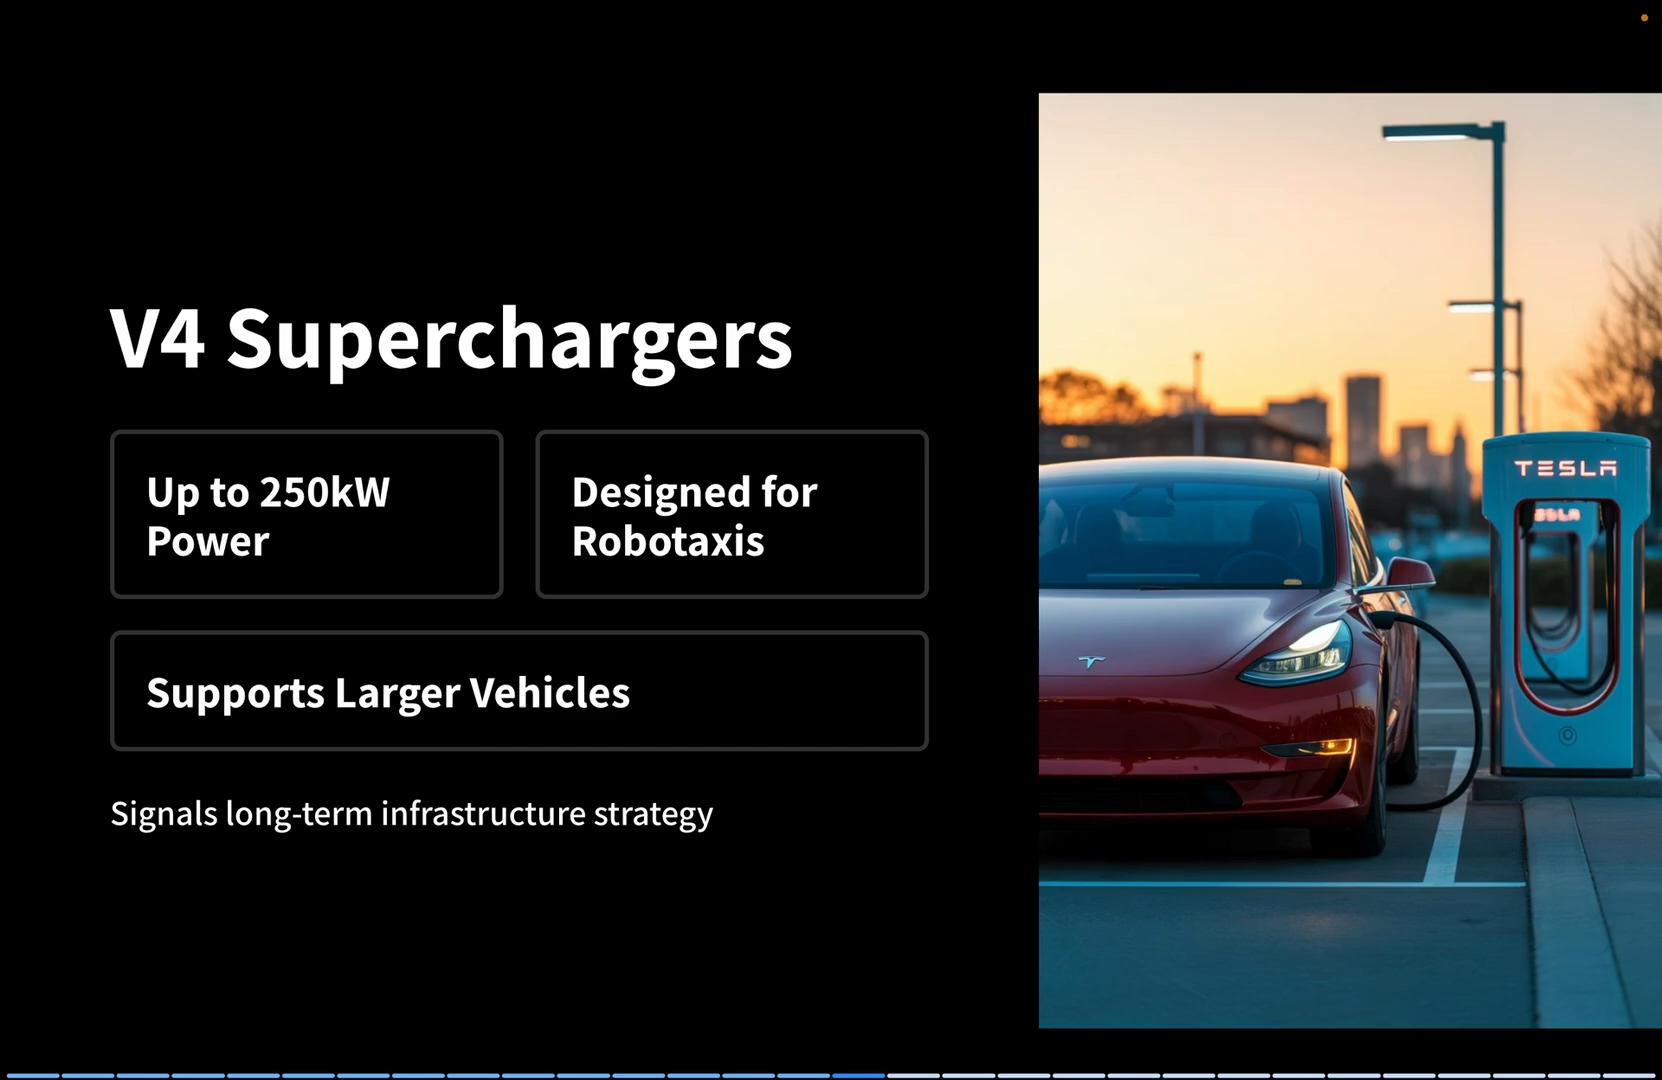 V4 Superchargers
Up to 250kW
Power
Designed for
Robotaxis
Supports Larger Vehicles
Signals long-term infrastructure strategy
TESLA